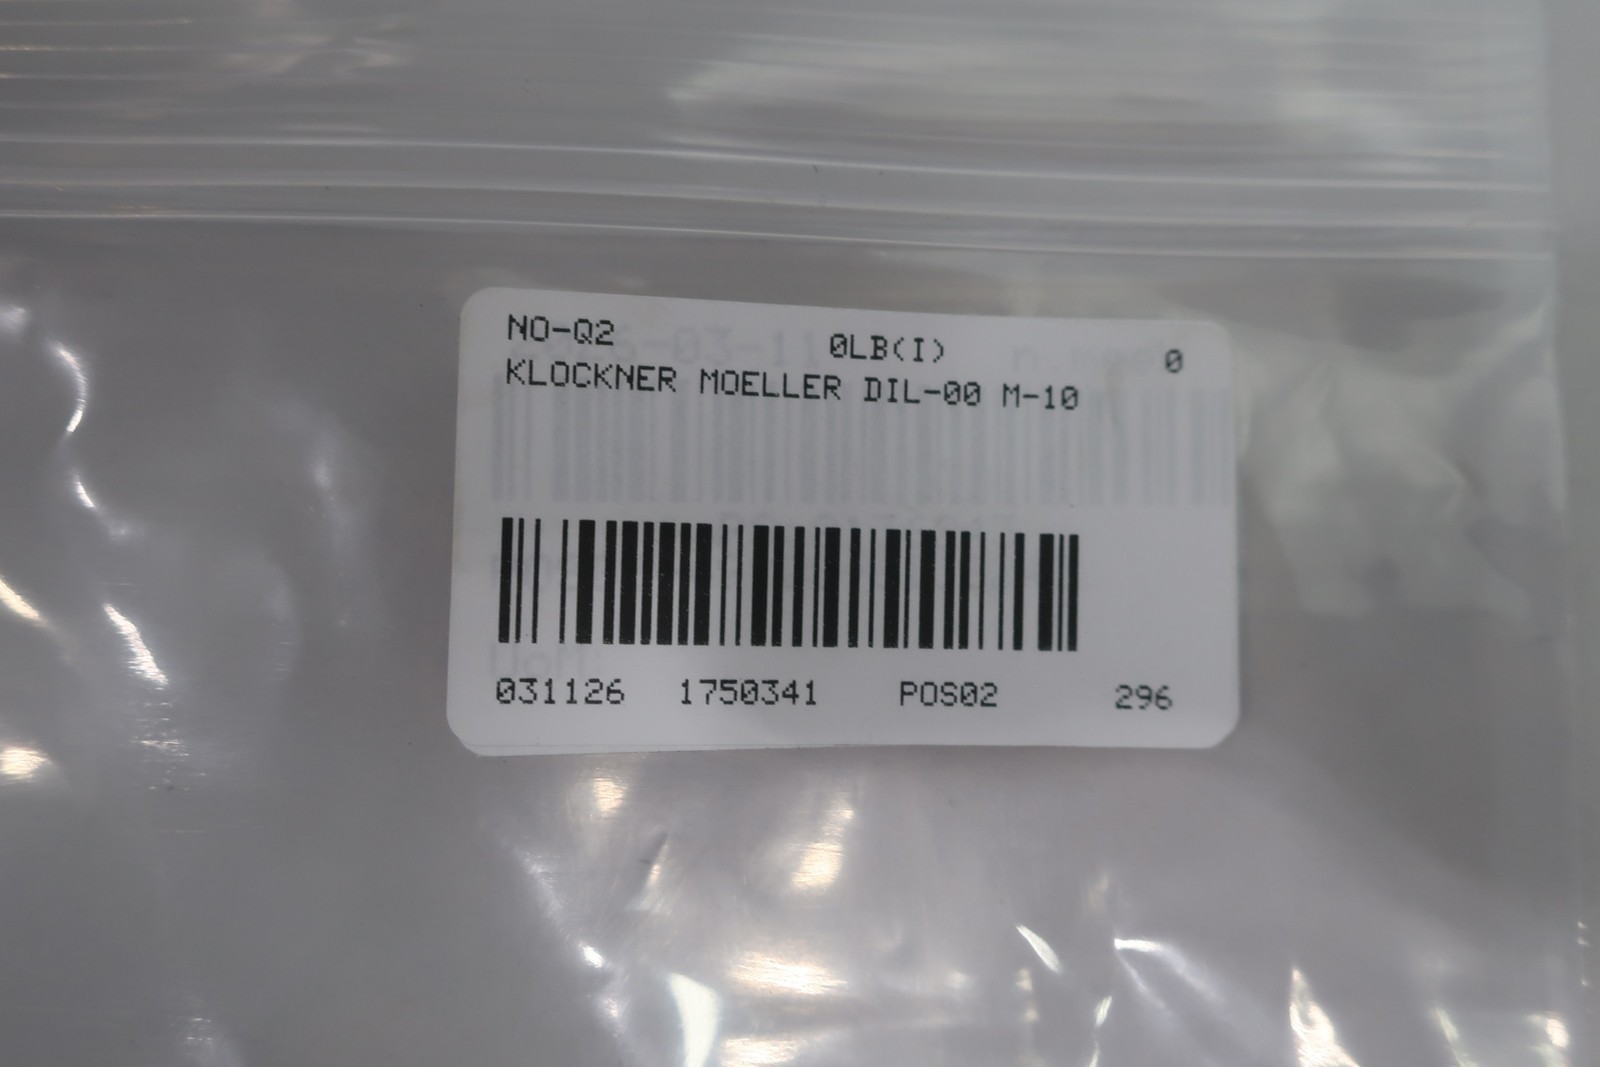 NO-Q2 0LB(I) 0
KLOCKNER MOELLER DIL-00 M-10
031126 1750341 POS02 296